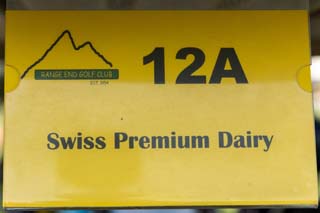 RANGE END GOLF CLUB
12A
Swiss Premium Dairy